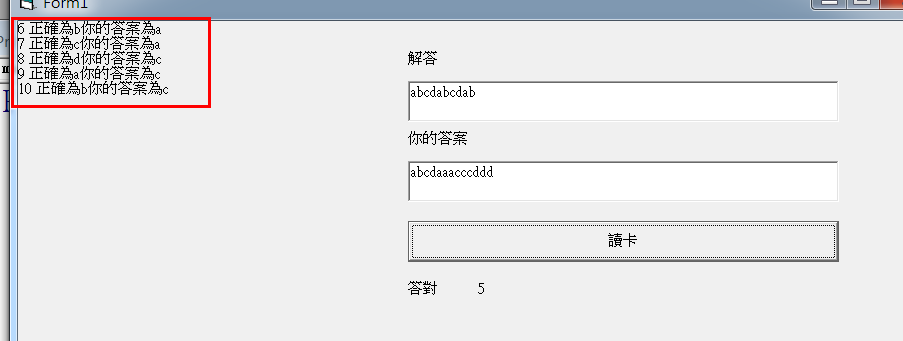 Form1
6 正確為b你的答案為a
7 正確為c你的答案為a
8 正確為d你的答案為c
9 正確為a你的答案為c
10 正確為b你的答案為c
解答
abcdabcdab
你的答案
abcdaaacccddd
讀卡
答對 5